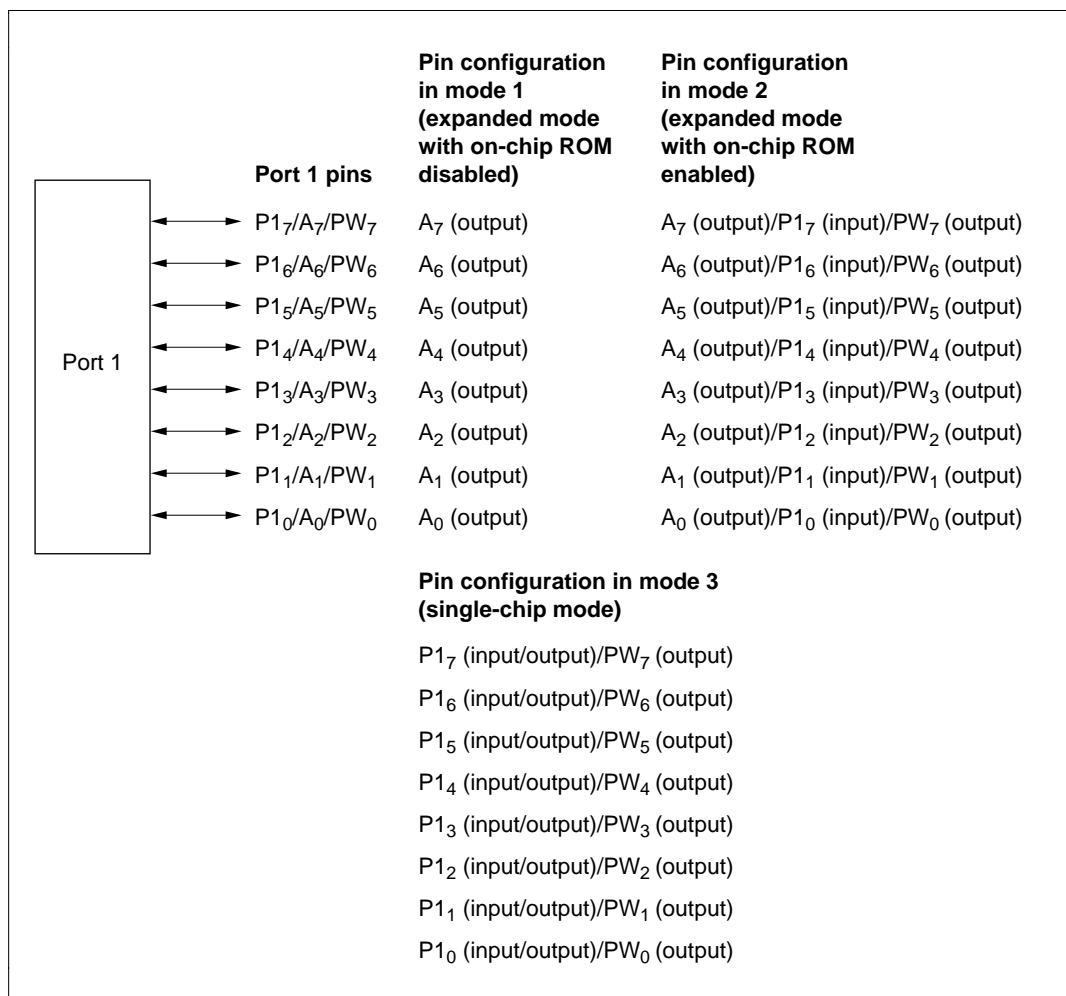 Pin configuration in mode 1 (expanded mode with on-chip ROM disabled)
Pin configuration in mode 2 (expanded mode with on-chip ROM enabled)
Port 1 pins
Port 1
P1₇/A₇/PW₇ A₇ (output) A₇ (output)/P1₇ (input)/PW₇ (output)
P1₆/A₆/PW₆ A₆ (output) A₆ (output)/P1₆ (input)/PW₆ (output)
P1₅/A₅/PW₅ A₅ (output) A₅ (output)/P1₅ (input)/PW₅ (output)
P1₄/A₄/PW₄ A₄ (output) A₄ (output)/P1₄ (input)/PW₄ (output)
P1₃/A₃/PW₃ A₃ (output) A₃ (output)/P1₃ (input)/PW₃ (output)
P1₂/A₂/PW₂ A₂ (output) A₂ (output)/P1₂ (input)/PW₂ (output)
P1₁/A₁/PW₁ A₁ (output) A₁ (output)/P1₁ (input)/PW₁ (output)
P1₀/A₀/PW₀ A₀ (output) A₀ (output)/P1₀ (input)/PW₀ (output)
Pin configuration in mode 3
(single-chip mode)
P1₇ (input/output)/PW₇ (output)
P1₆ (input/output)/PW₆ (output)
P1₅ (input/output)/PW₅ (output)
P1₄ (input/output)/PW₄ (output)
P1₃ (input/output)/PW₃ (output)
P1₂ (input/output)/PW₂ (output)
P1₁ (input/output)/PW₁ (output)
P1₀ (input/output)/PW₀ (output)